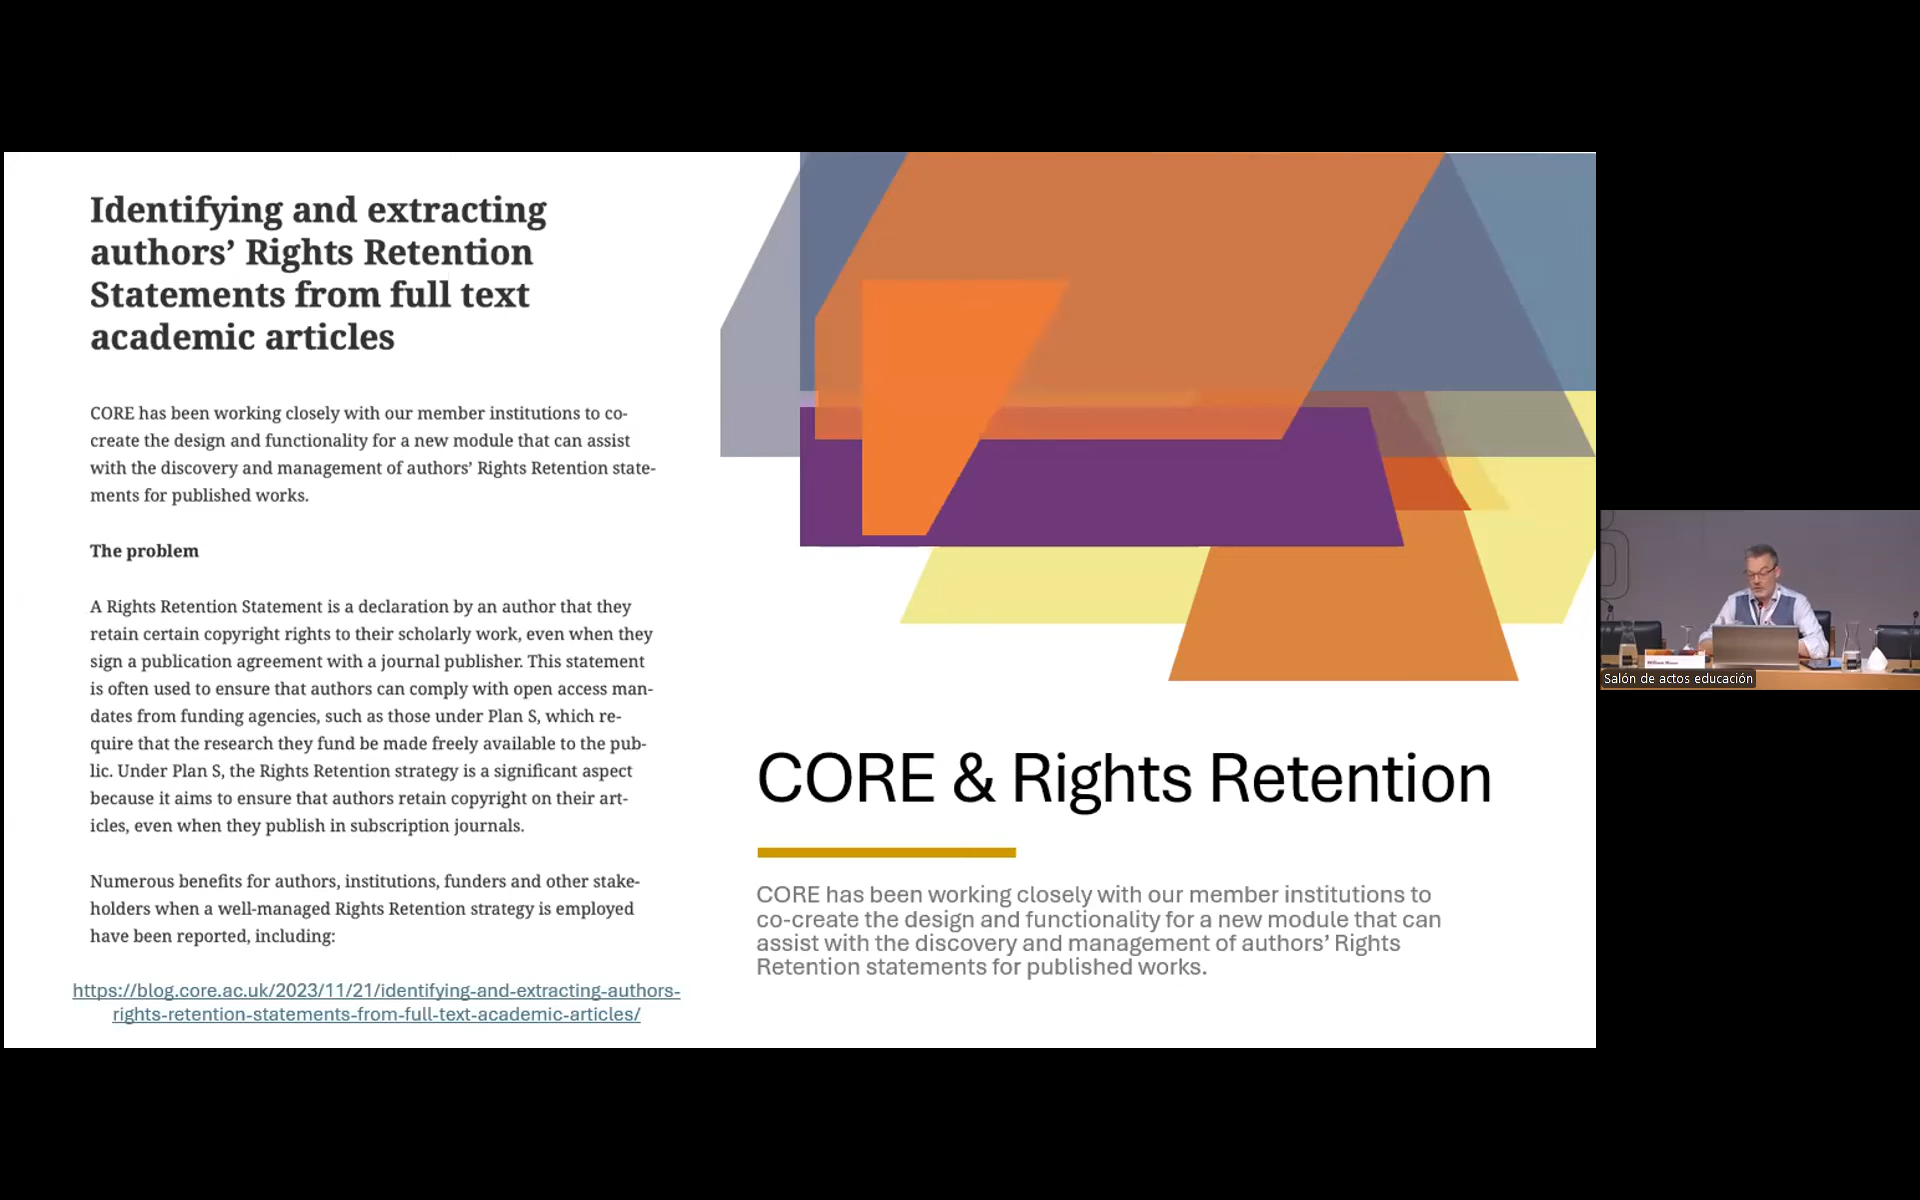 Identifying and extracting
authors’ Rights Retention
Statements from full text
academic articles
CORE has been working closely with our member institutions to co-
create the design and functionality for a new module that can assist
with the discovery and management of authors’ Rights Retention state-
ments for published works.
The problem
A Rights Retention Statement is a declaration by an author that they
retain certain copyright rights to their scholarly work, even when they
sign a publication agreement with a journal publisher. This statement
is often used to ensure that authors can comply with open access man-
dates from funding agencies, such as those under Plan S, which re-
quire that the research they fund be made freely available to the pub-
lic. Under Plan S, the Rights Retention strategy is a significant aspect
because it aims to ensure that authors retain copyright on their art-
icles, even when they publish in subscription journals.
Numerous benefits for authors, institutions, funders and other stake-
holders when a well-managed Rights Retention strategy is employed
have been reported, including:
https://blog.core.ac.uk/2023/11/21/identifying-and-extracting-authors-
rights-retention-statements-from-full-text-academic-articles/
CORE & Rights Retention
CORE has been working closely with our member institutions to
co-create the design and functionality for a new module that can
assist with the discovery and management of authors’ Rights
Retention statements for published works.
Salón de actos educación